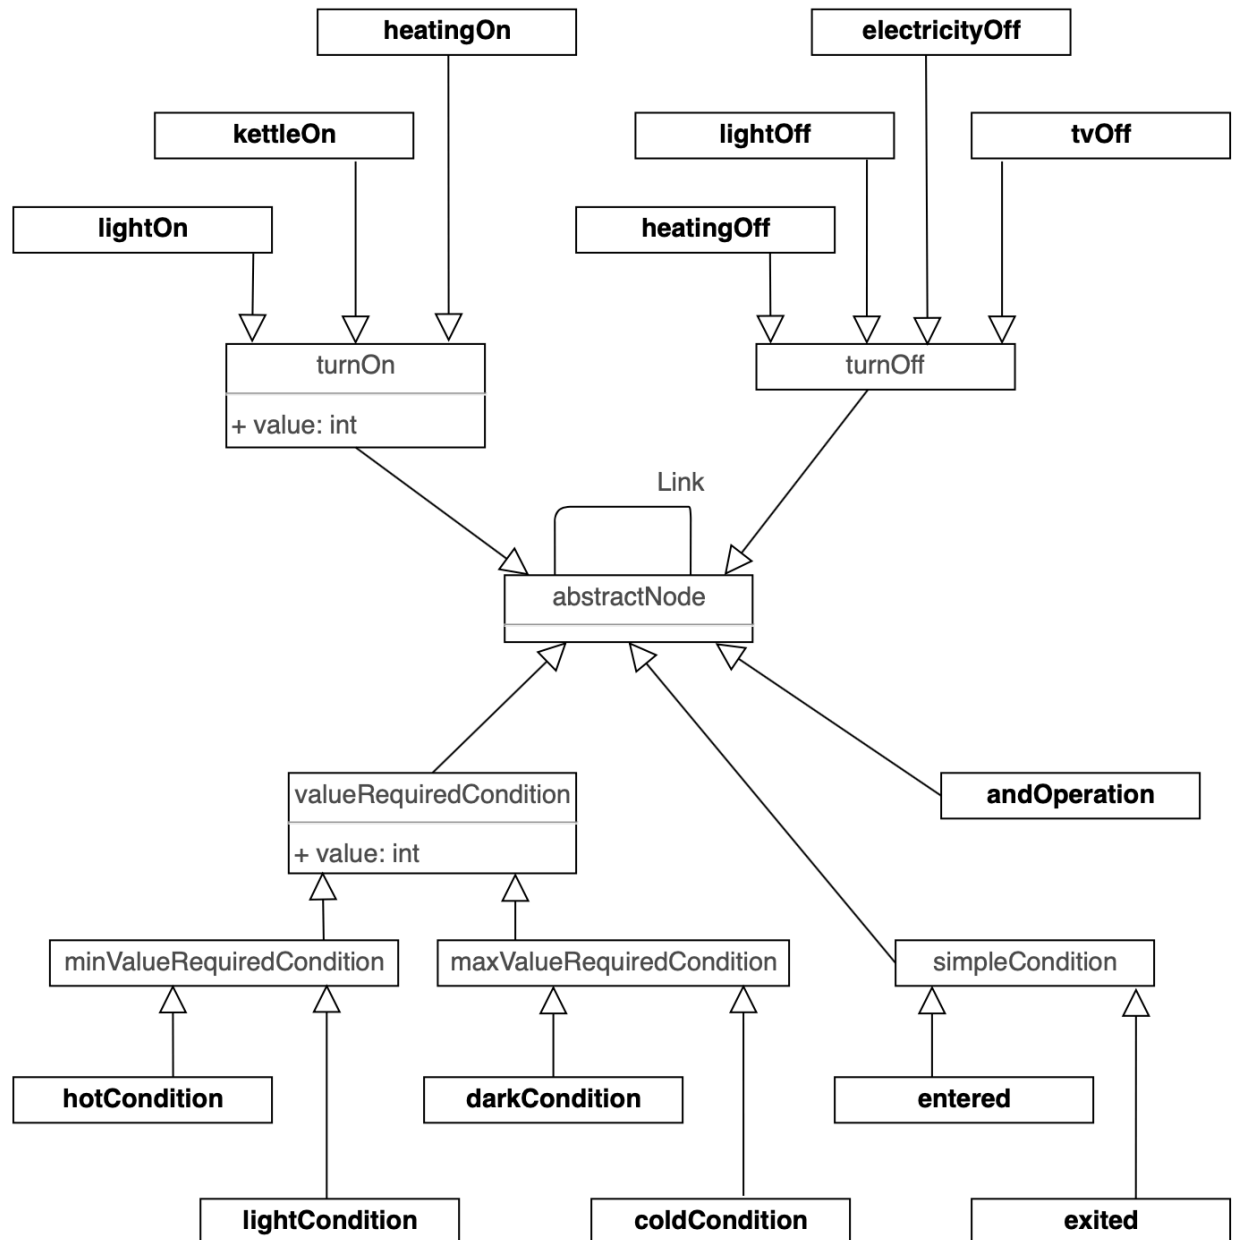 heatingOn
electricityOff
kettleOn
lightOff
tvOff
lightOn
heatingOff
turnOn
+ value: int
turnOff
Link
abstractNode
valueRequiredCondition
+ value: int
andOperation
minValueRequiredCondition
maxValueRequiredCondition
simpleCondition
hotCondition
darkCondition
entered
lightCondition
coldCondition
exited